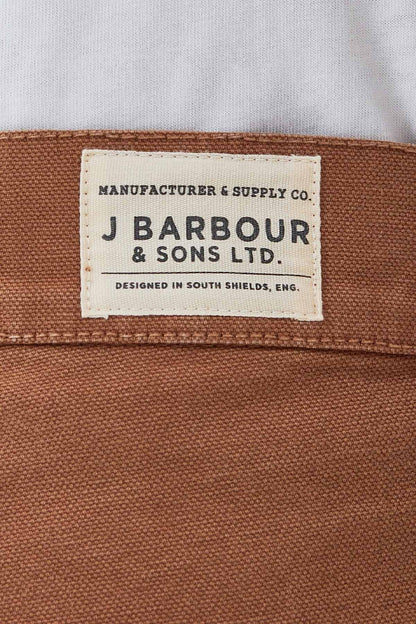 MANUFACTURER & SUPPLY CO.
J BARBOUR
& SONS LTD.
DESIGNED IN SOUTH SHIELDS, ENG.